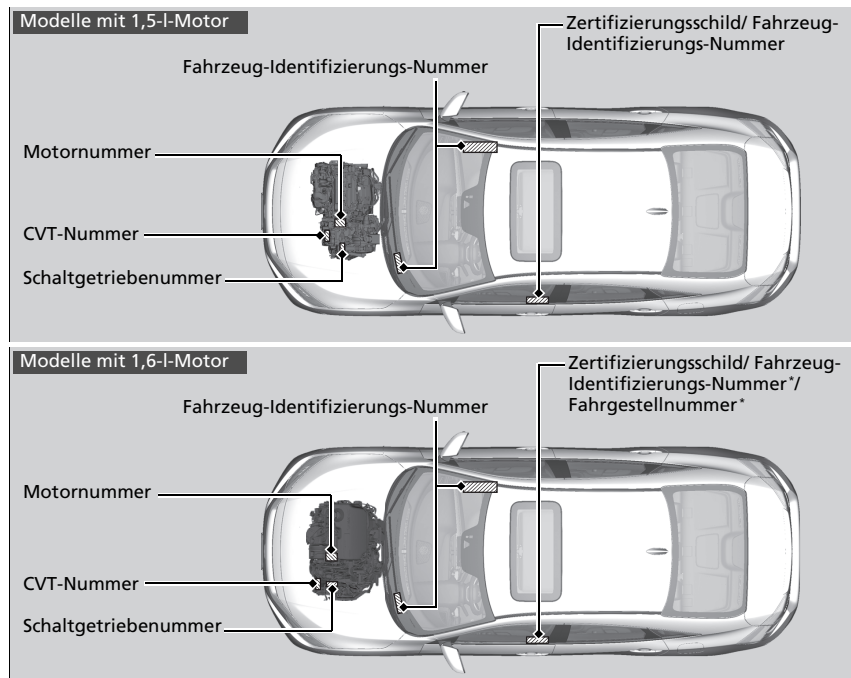 Modelle mit 1,5-l-Motor
Zertifizierungsschild/ Fahrzeug-
Identifizierungs-Nummer
Fahrzeug-Identifizierungs-Nummer
Motornummer
CVT-Nummer
Schaltgetriebenummer
Modelle mit 1,6-l-Motor
Zertifizierungsschild/ Fahrzeug-
Identifizierungs-Nummer*/
Fahrgestellnummer*
Fahrzeug-Identifizierungs-Nummer
Motornummer
CVT-Nummer
Schaltgetriebenummer